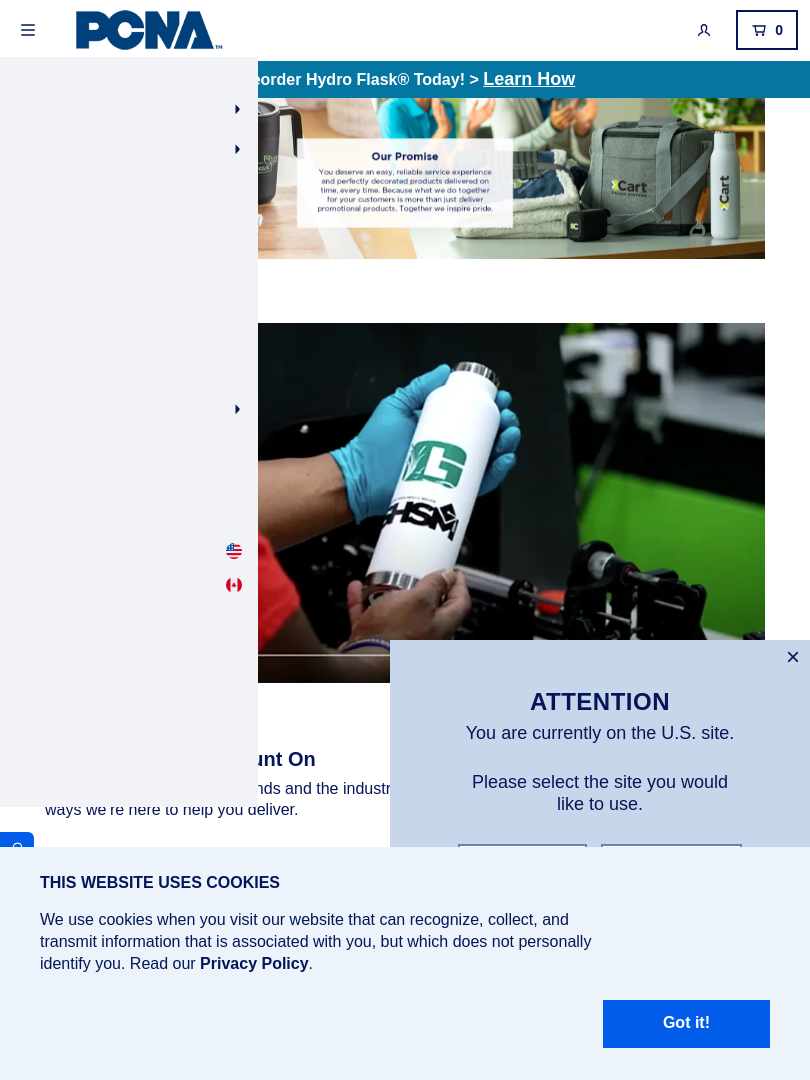 PCNA™
0
eorder Hydro Flask® Today! > Learn How
Our Promise
You deserve an easy, reliable service experience
and perfectly decorated products delivered on
time, every time. Because what we do together
for your customers is more than just deliver
promotional products. Together we inspire pride.
Cart
Cart
C
G
GHSM
unt On
nds and the industr
ways we're here to help you deliver.
ATTENTION
You are currently on the U.S. site.
Please select the site you would
like to use.
THIS WEBSITE USES COOKIES
We use cookies when you visit our website that can recognize, collect, and
transmit information that is associated with you, but which does not personally
identify you. Read our Privacy Policy.
Got it!